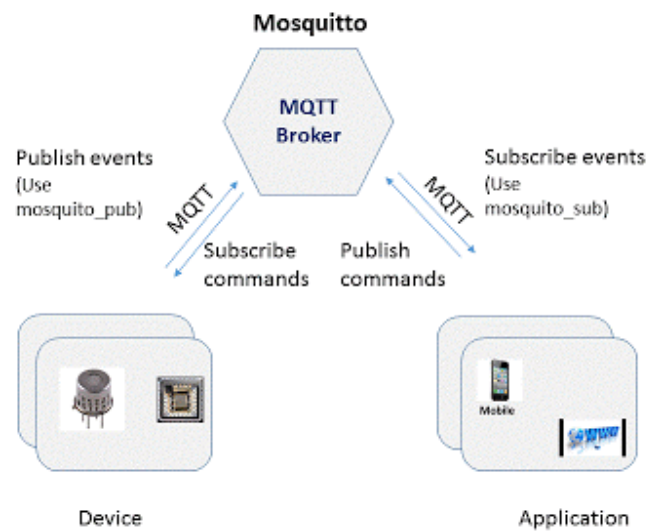 Mosquitto
MQTT
Broker
Publish events
(Use
mosquito_pub)
MQTT
Subscribe
commands
MQTT
Publish
commands
Subscribe events
(Use
mosquito_sub)
Mobile
Device
Application